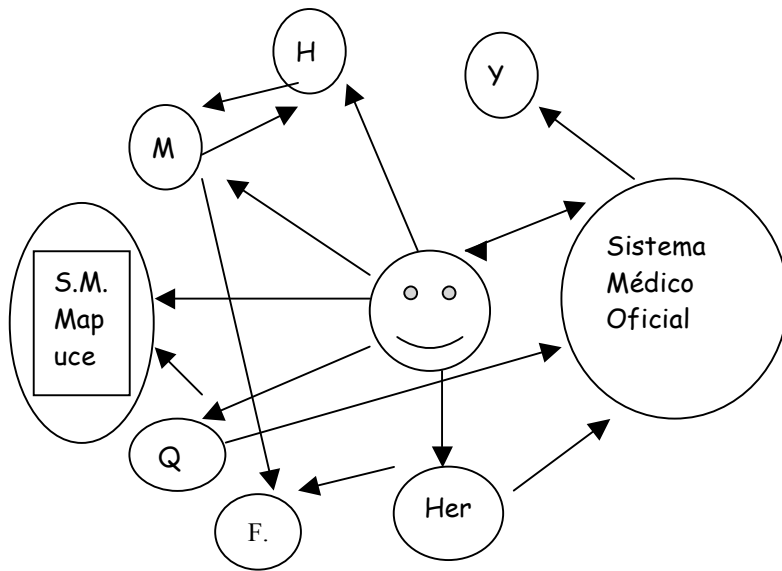 H
Y
M
Sistema
Médico
Oficial
S.M.
Map
uce
Q
Her
F.